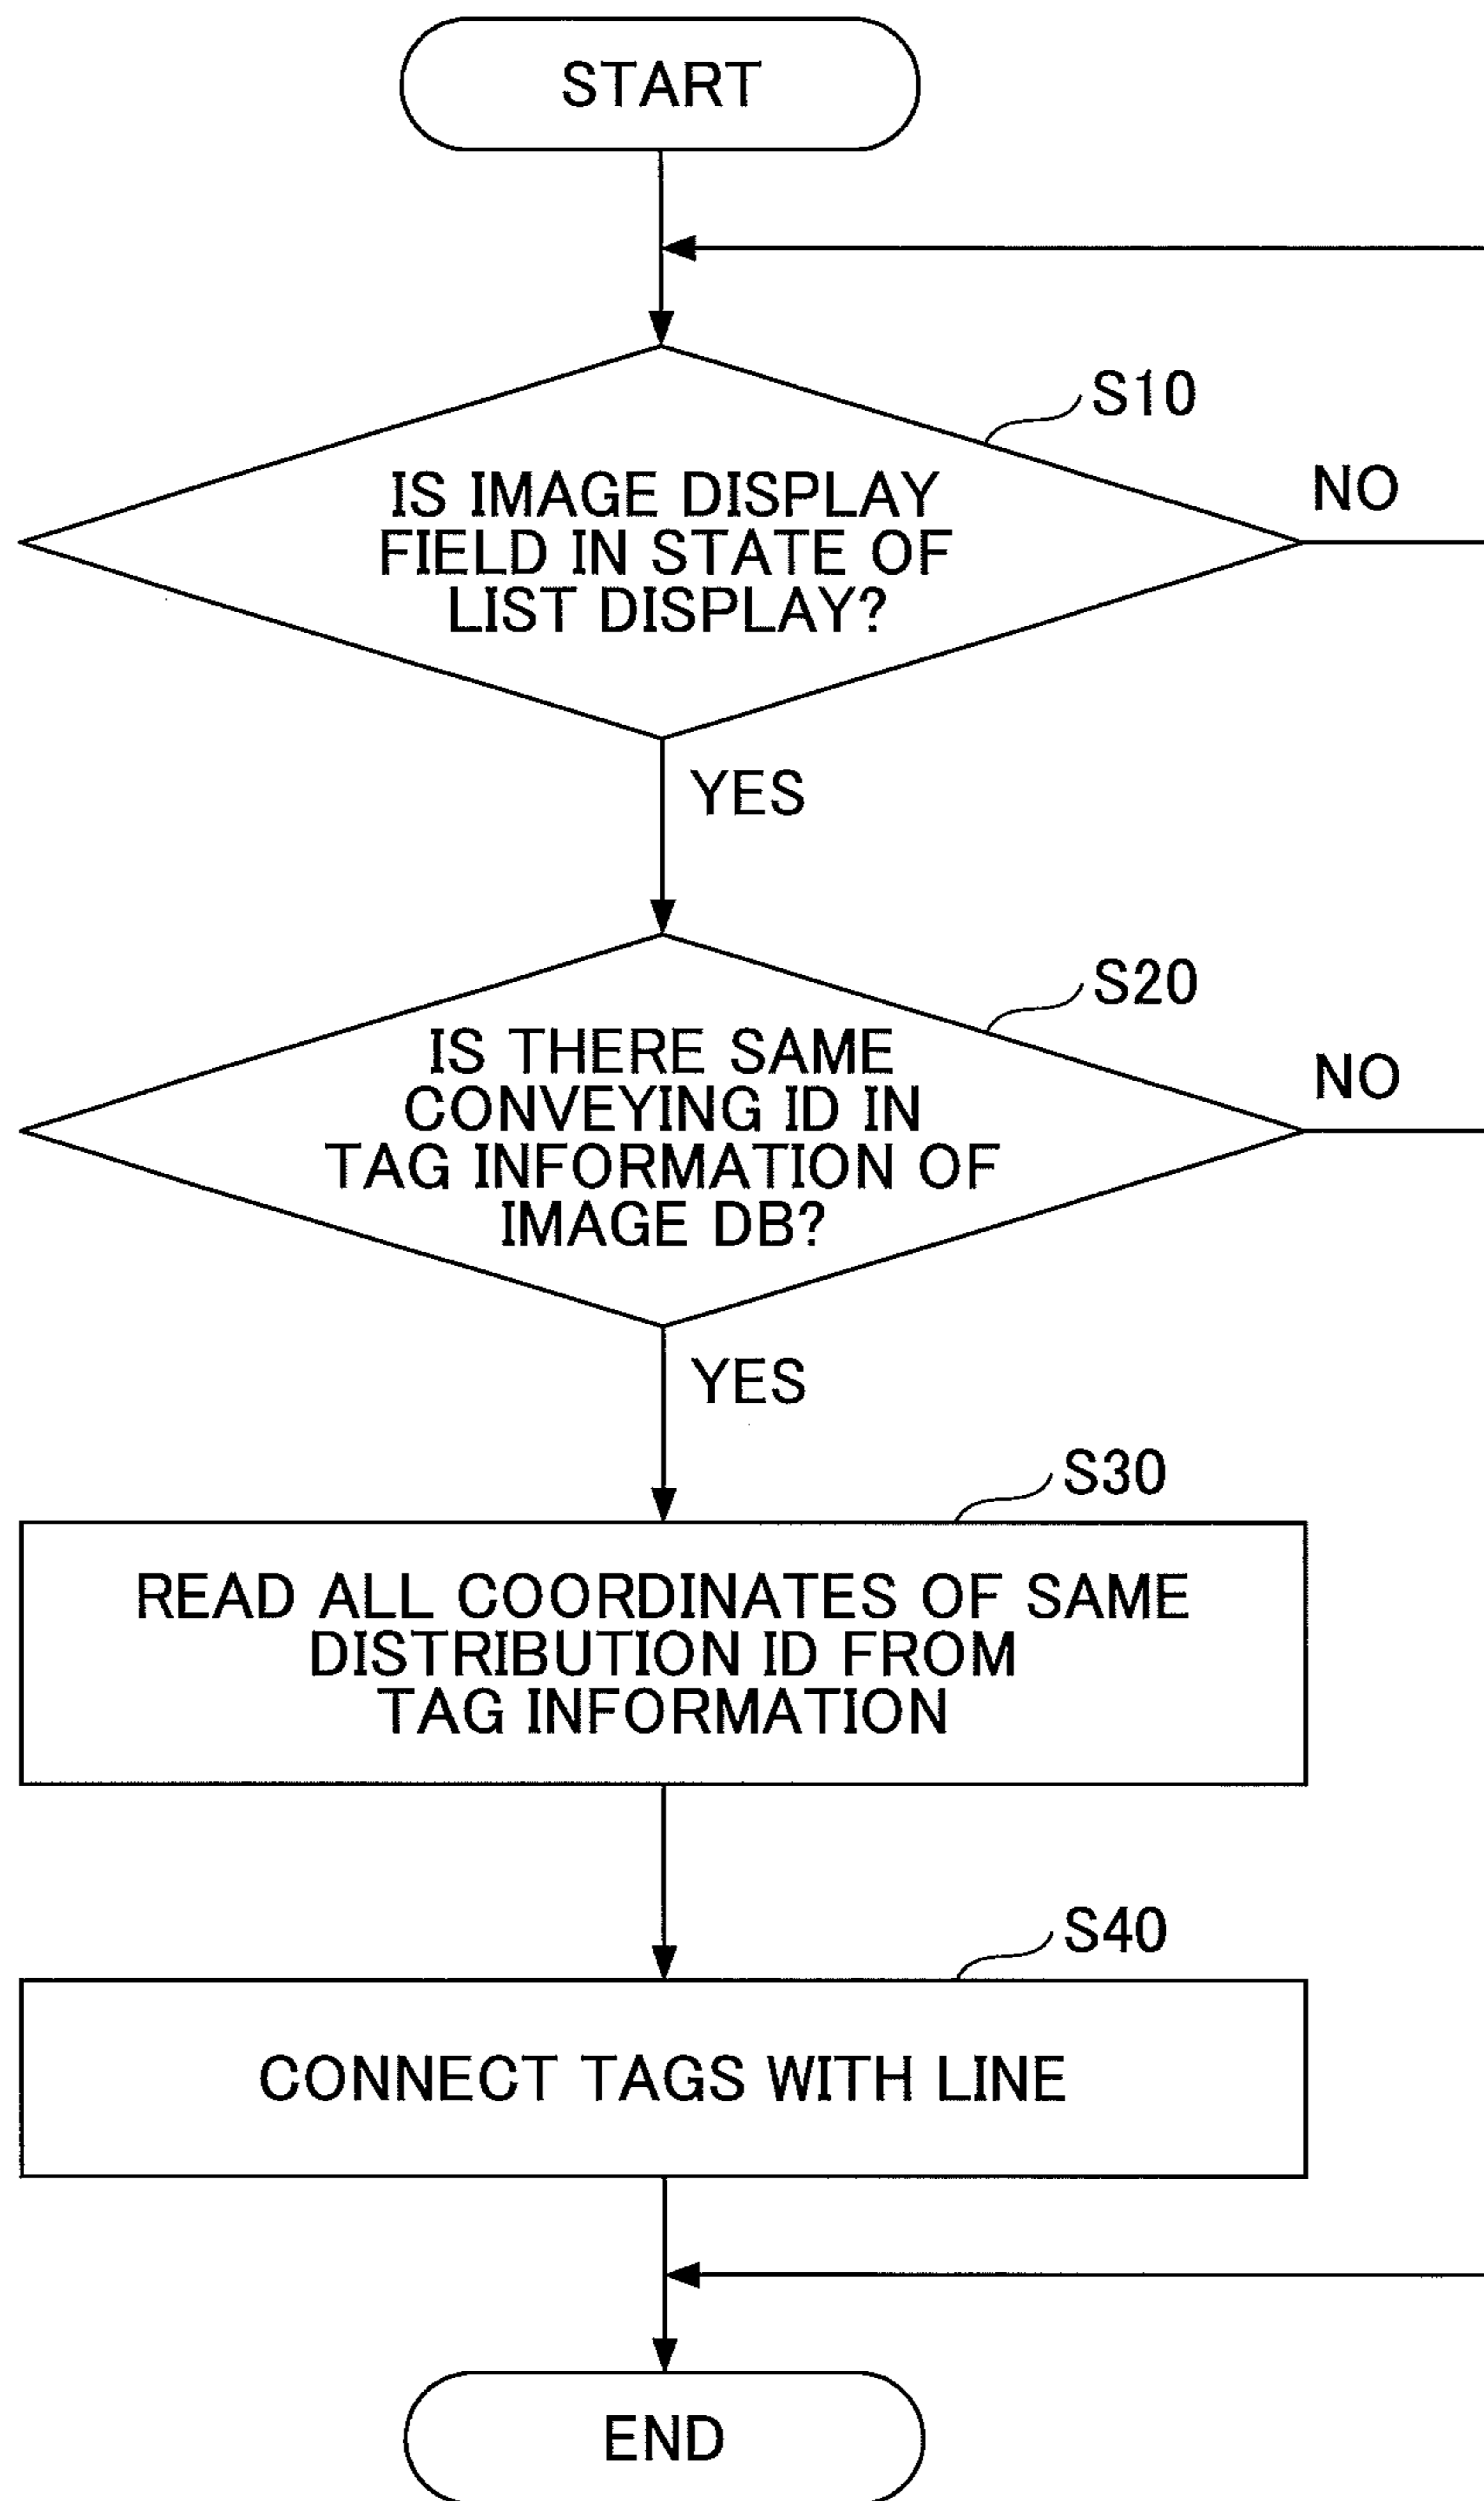 START
S10
IS IMAGE DISPLAY
FIELD IN STATE OF
LIST DISPLAY?
NO
YES
S20
IS THERE SAME
CONVEYING ID IN
TAG INFORMATION OF
IMAGE DB?
NO
YES
S30
READ ALL COORDINATES OF SAME
DISTRIBUTION ID FROM
TAG INFORMATION
S40
CONNECT TAGS WITH LINE
END